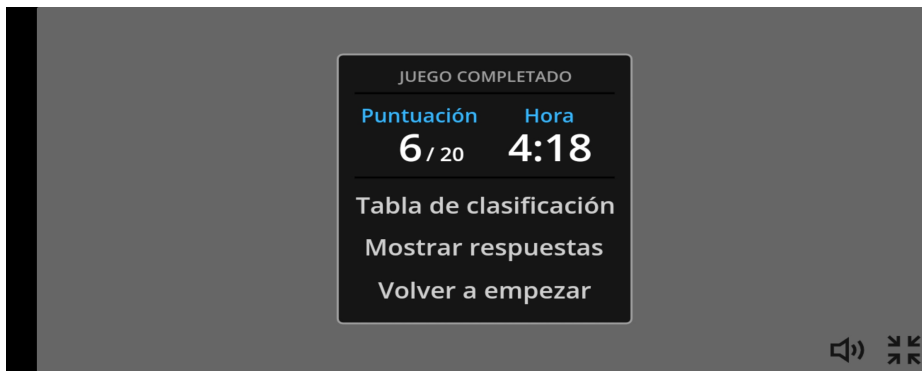 JUEGO COMPLETADO
Puntuación Hora
6 / 20 4:18
Tabla de clasificación
Mostrar respuestas
Volver a empezar